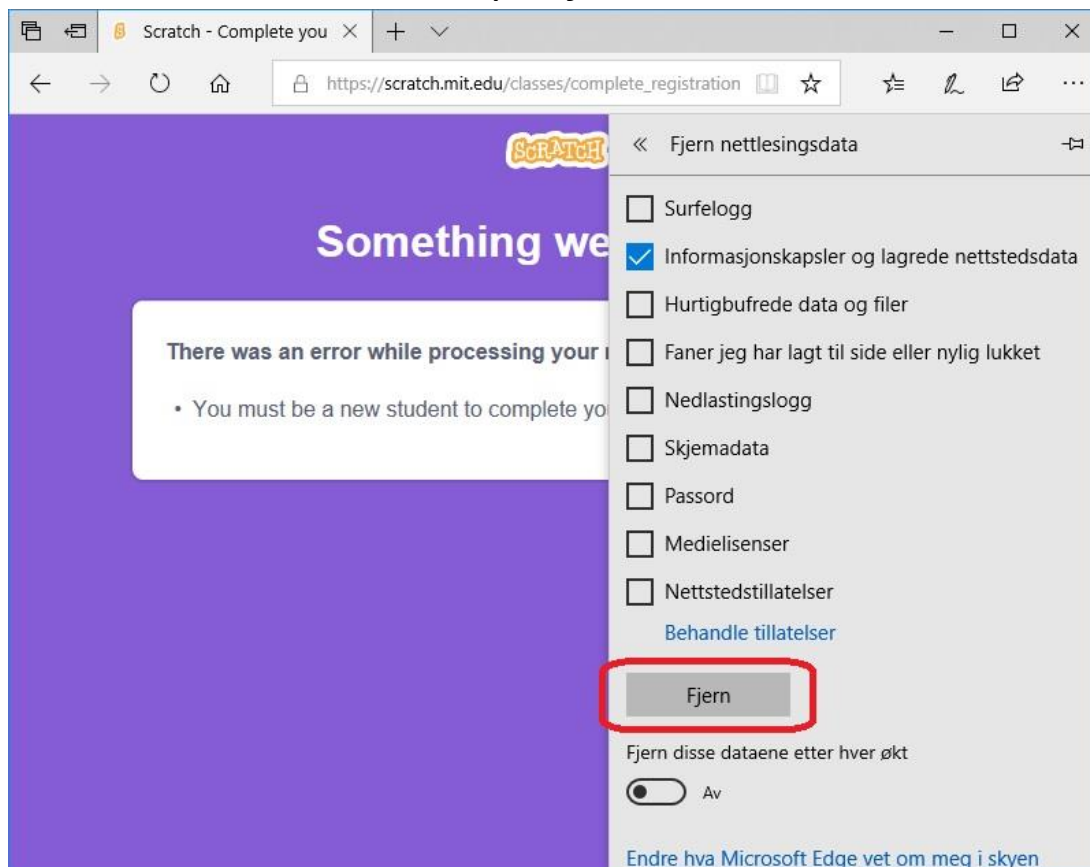 Scratch - Complete you
https://scratch.mit.edu/classes/complete_registration
SCRATCH
Fjern nettlesingsdata
Something we
There was an error while processing your
• You must be a new student to complete yo
Surfelogg
Informasjonskapsler og lagrede nettstedsdata
Hurtigbufrede data og filer
Faner jeg har lagt til side eller nylig lukket
Nedlastingslogg
Skjemadata
Passord
Medielisenser
Nettstedstillatelser
Behandle tillatelser
Fjern
Fjern disse dataene etter hver økt
Av
Endre hva Microsoft Edge vet om meg i skyen